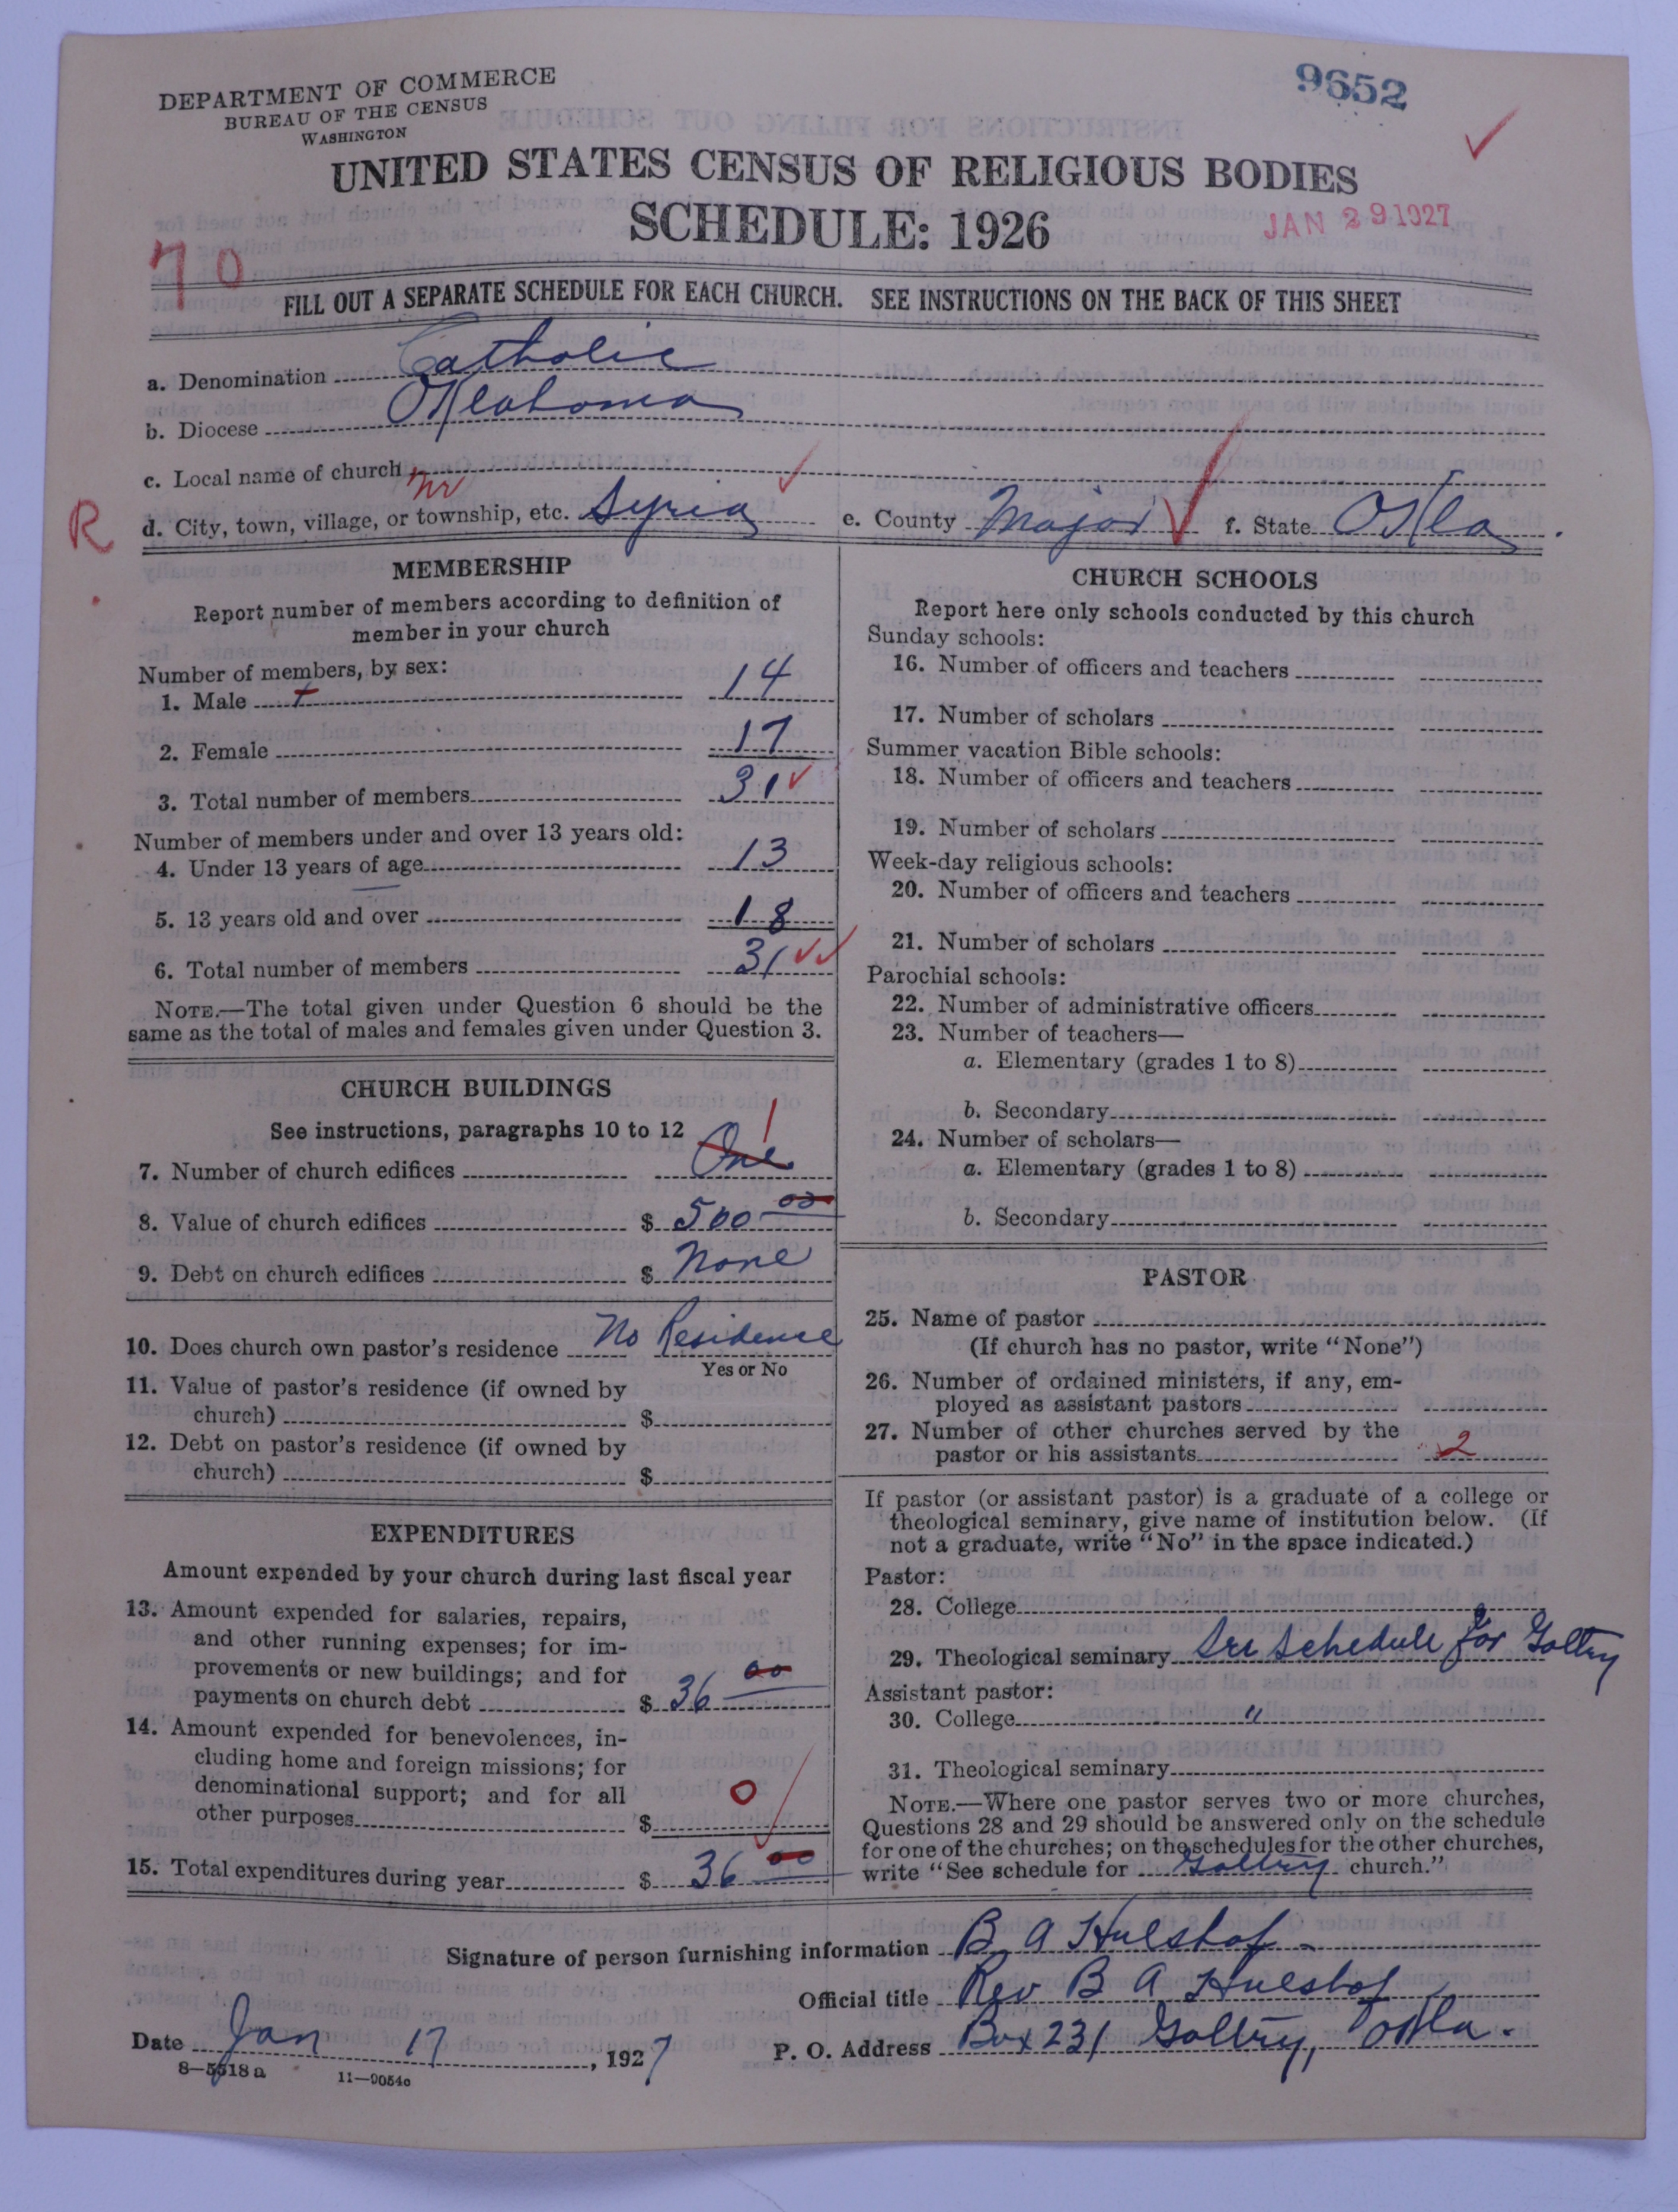 DEPARTMENT OF COMMERCE
BUREAU OF THE CENSUS
WASHINGTON
9652
UNITED STATES CENSUS OF RELIGIOUS BODIES
SCHEDULE: 1926
JAN 29 1927
70
FILL OUT A SEPARATE SCHEDULE FOR EACH CHURCH. SEE INSTRUCTIONS ON THE BACK OF THIS SHEET
a. Denomination Catholic
b. Diocese Oklahoma
c. Local name of church
nr
R
d. City, town, village, or township, etc. Syria e. County Major f. State Okla.
MEMBERSHIP
Report number of members according to definition of
member in your church
Number of members, by sex:
1. Male 14
2. Female 17
3. Total number of members 31
Number of members under and over 13 years old:
4. Under 13 years of age 13
5. 13 years old and over 18
6. Total number of members 31
NOTE.—The total given under Question 6 should be the
same as the total of males and females given under Question 3.
CHURCH BUILDINGS
See instructions, paragraphs 10 to 12
1
7. Number of church edifices One
8. Value of church edifices $ 500 00
9. Debt on church edifices $ None
10. Does church own pastor's residence No Residence
Yes or No
11. Value of pastor's residence (if owned by
church) $
12. Debt on pastor's residence (if owned by
church) $
EXPENDITURES
Amount expended by your church during last fiscal year
13. Amount expended for salaries, repairs,
and other running expenses; for im-
provements or new buildings; and for
payments on church debt $ 36 00
14. Amount expended for benevolences, in-
cluding home and foreign missions; for
denominational support; and for all
other purposes $ 0
15. Total expenditures during year $ 36 00
CHURCH SCHOOLS
Report here only schools conducted by this church
Sunday schools:
16. Number of officers and teachers
17. Number of scholars
Summer vacation Bible schools:
18. Number of officers and teachers
19. Number of scholars
Week-day religious schools:
20. Number of officers and teachers
21. Number of scholars
Parochial schools:
22. Number of administrative officers
23. Number of teachers—
a. Elementary (grades 1 to 8)
b. Secondary
24. Number of scholars—
a. Elementary (grades 1 to 8)
b. Secondary
PASTOR
25. Name of pastor
(If church has no pastor, write "None")
26. Number of ordained ministers, if any, em-
ployed as assistant pastors
27. Number of other churches served by the
pastor or his assistants 2
If pastor (or assistant pastor) is a graduate of a college or
theological seminary, give name of institution below. (If
not a graduate, write "No" in the space indicated.)
Pastor:
28. College
29. Theological seminary See Schedule for Goltry
Assistant pastor:
30. College "
31. Theological seminary
NOTE.—Where one pastor serves two or more churches,
Questions 28 and 29 should be answered only on the schedule
for one of the churches; on the schedules for the other churches,
write "See schedule for Goltry church."
Signature of person furnishing information B A Hulshof
Official title Rev B A Hulshof
Date Jan 17, 1927
P. O. Address Box 231 Goltry, Okla.
8—5618a 11—9054c